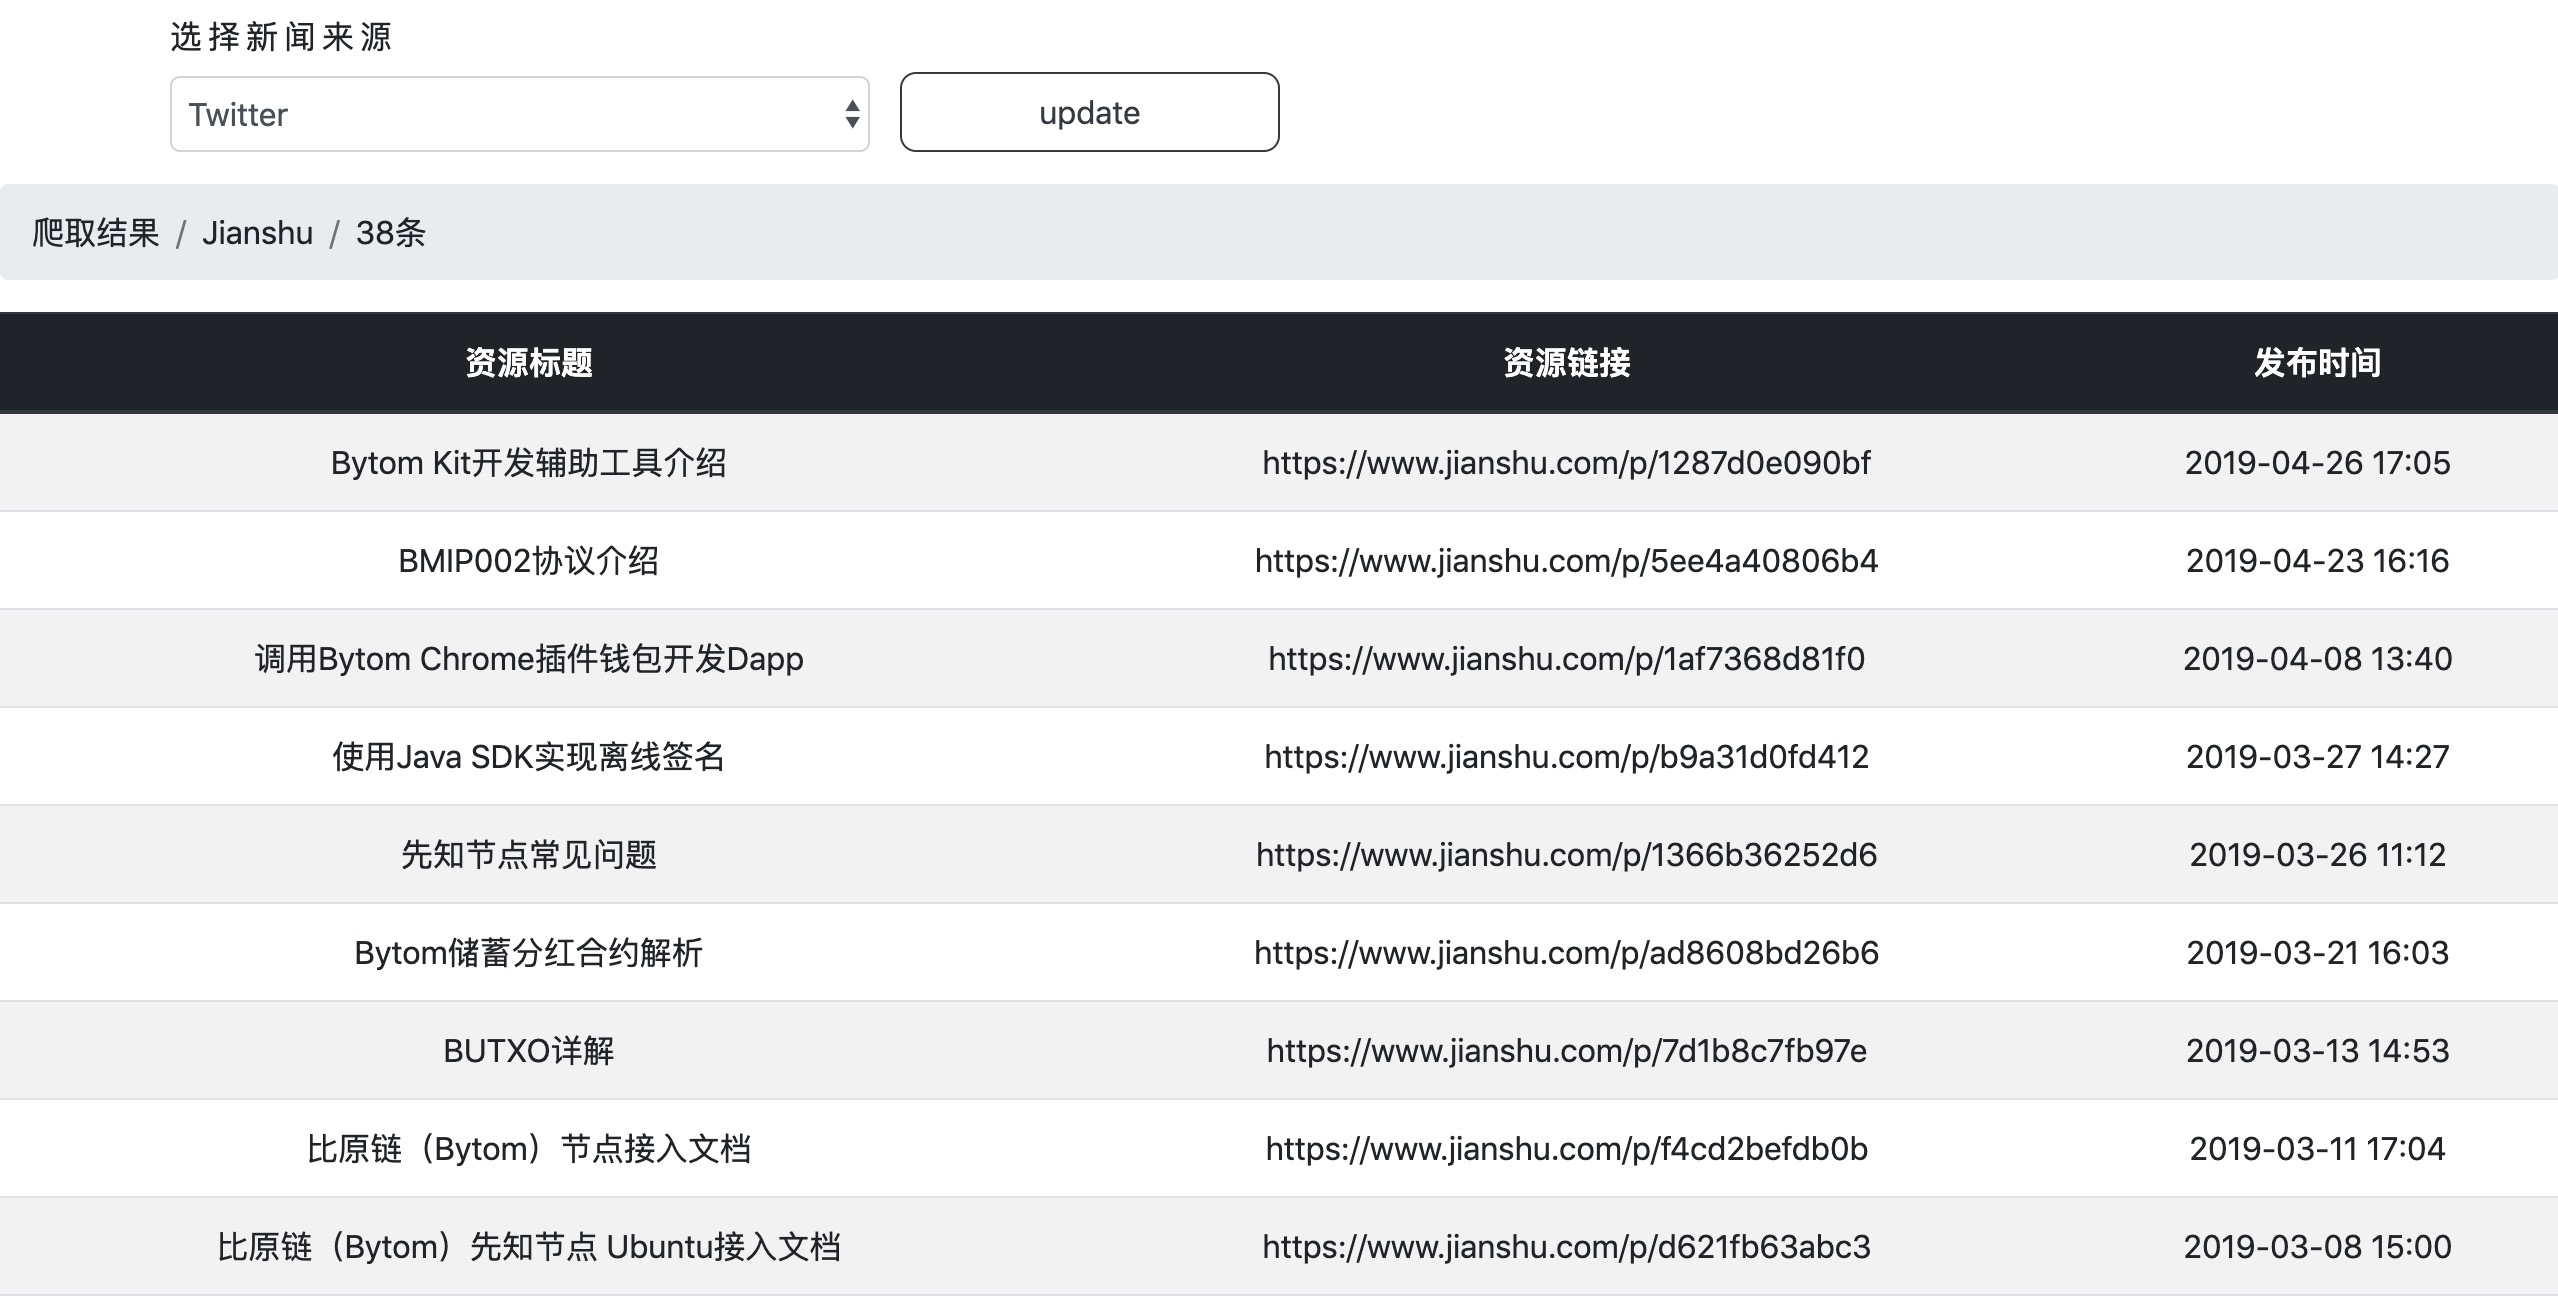 选择新闻来源
Twitter update
爬取结果 / Jianshu / 38条
资源标题 资源链接 发布时间
Bytom Kit开发辅助工具介绍 https://www.jianshu.com/p/1287d0e090bf 2019-04-26 17:05
BMIP002协议介绍 https://www.jianshu.com/p/5ee4a40806b4 2019-04-23 16:16
调用Bytom Chrome插件钱包开发Dapp https://www.jianshu.com/p/1af7368d81f0 2019-04-08 13:40
使用Java SDK实现离线签名 https://www.jianshu.com/p/b9a31d0fd412 2019-03-27 14:27
先知节点常见问题 https://www.jianshu.com/p/1366b36252d6 2019-03-26 11:12
Bytom储蓄分红合约解析 https://www.jianshu.com/p/ad8608bd26b6 2019-03-21 16:03
BUTXO详解 https://www.jianshu.com/p/7d1b8c7fb97e 2019-03-13 14:53
比原链（Bytom）节点接入文档 https://www.jianshu.com/p/f4cd2befdb0b 2019-03-11 17:04
比原链（Bytom）先知节点 Ubuntu接入文档 https://www.jianshu.com/p/d621fb63abc3 2019-03-08 15:00